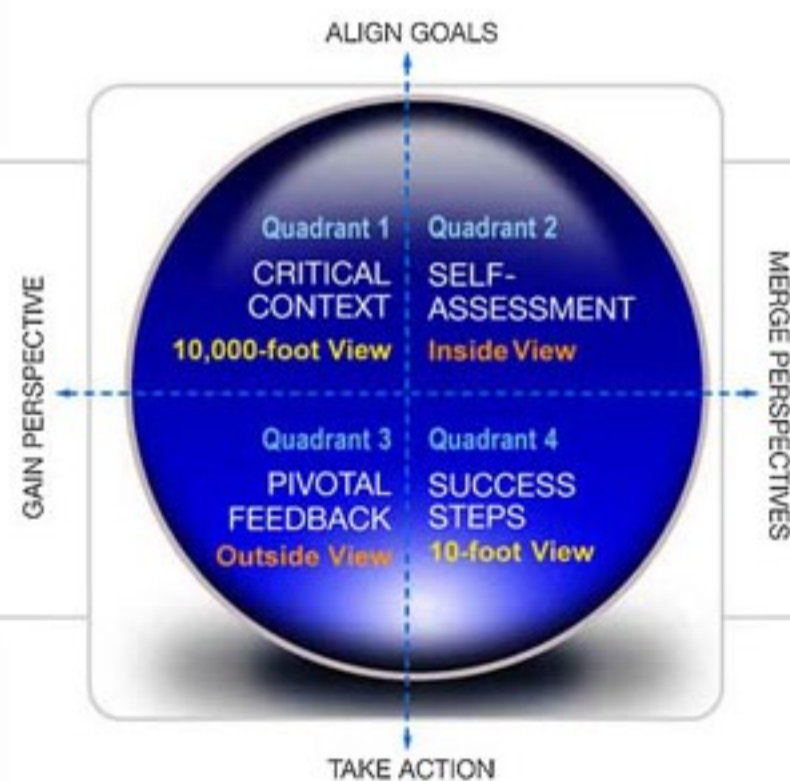 ALIGN GOALS
GAIN PERSPECTIVE
Quadrant 1
CRITICAL
CONTEXT
10,000-foot View
Quadrant 2
SELF-
ASSESSMENT
Inside View
MERGE PERSPECTIVES
Quadrant 3
PIVOTAL
FEEDBACK
Outside View
Quadrant 4
SUCCESS
STEPS
10-foot View
TAKE ACTION